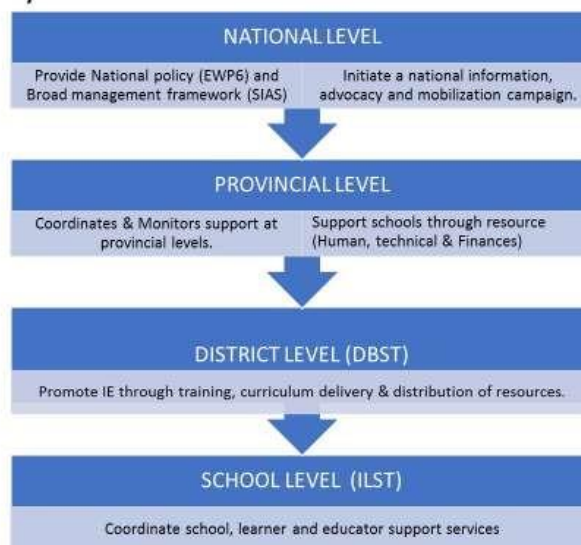 NATIONAL LEVEL
Provide National policy (EWP6) and
Broad management framework (SIAS)
Initiate a national information,
advocacy and mobilization campaign.
PROVINCIAL LEVEL
Coordinates & Monitors support at
provincial levels.
Support schools through resource
(Human, technical & Finances)
DISTRICT LEVEL (DBST)
Promote IE through training, curriculum delivery & distribution of resources.
SCHOOL LEVEL (ILST)
Coordinate school, learner and educator support services